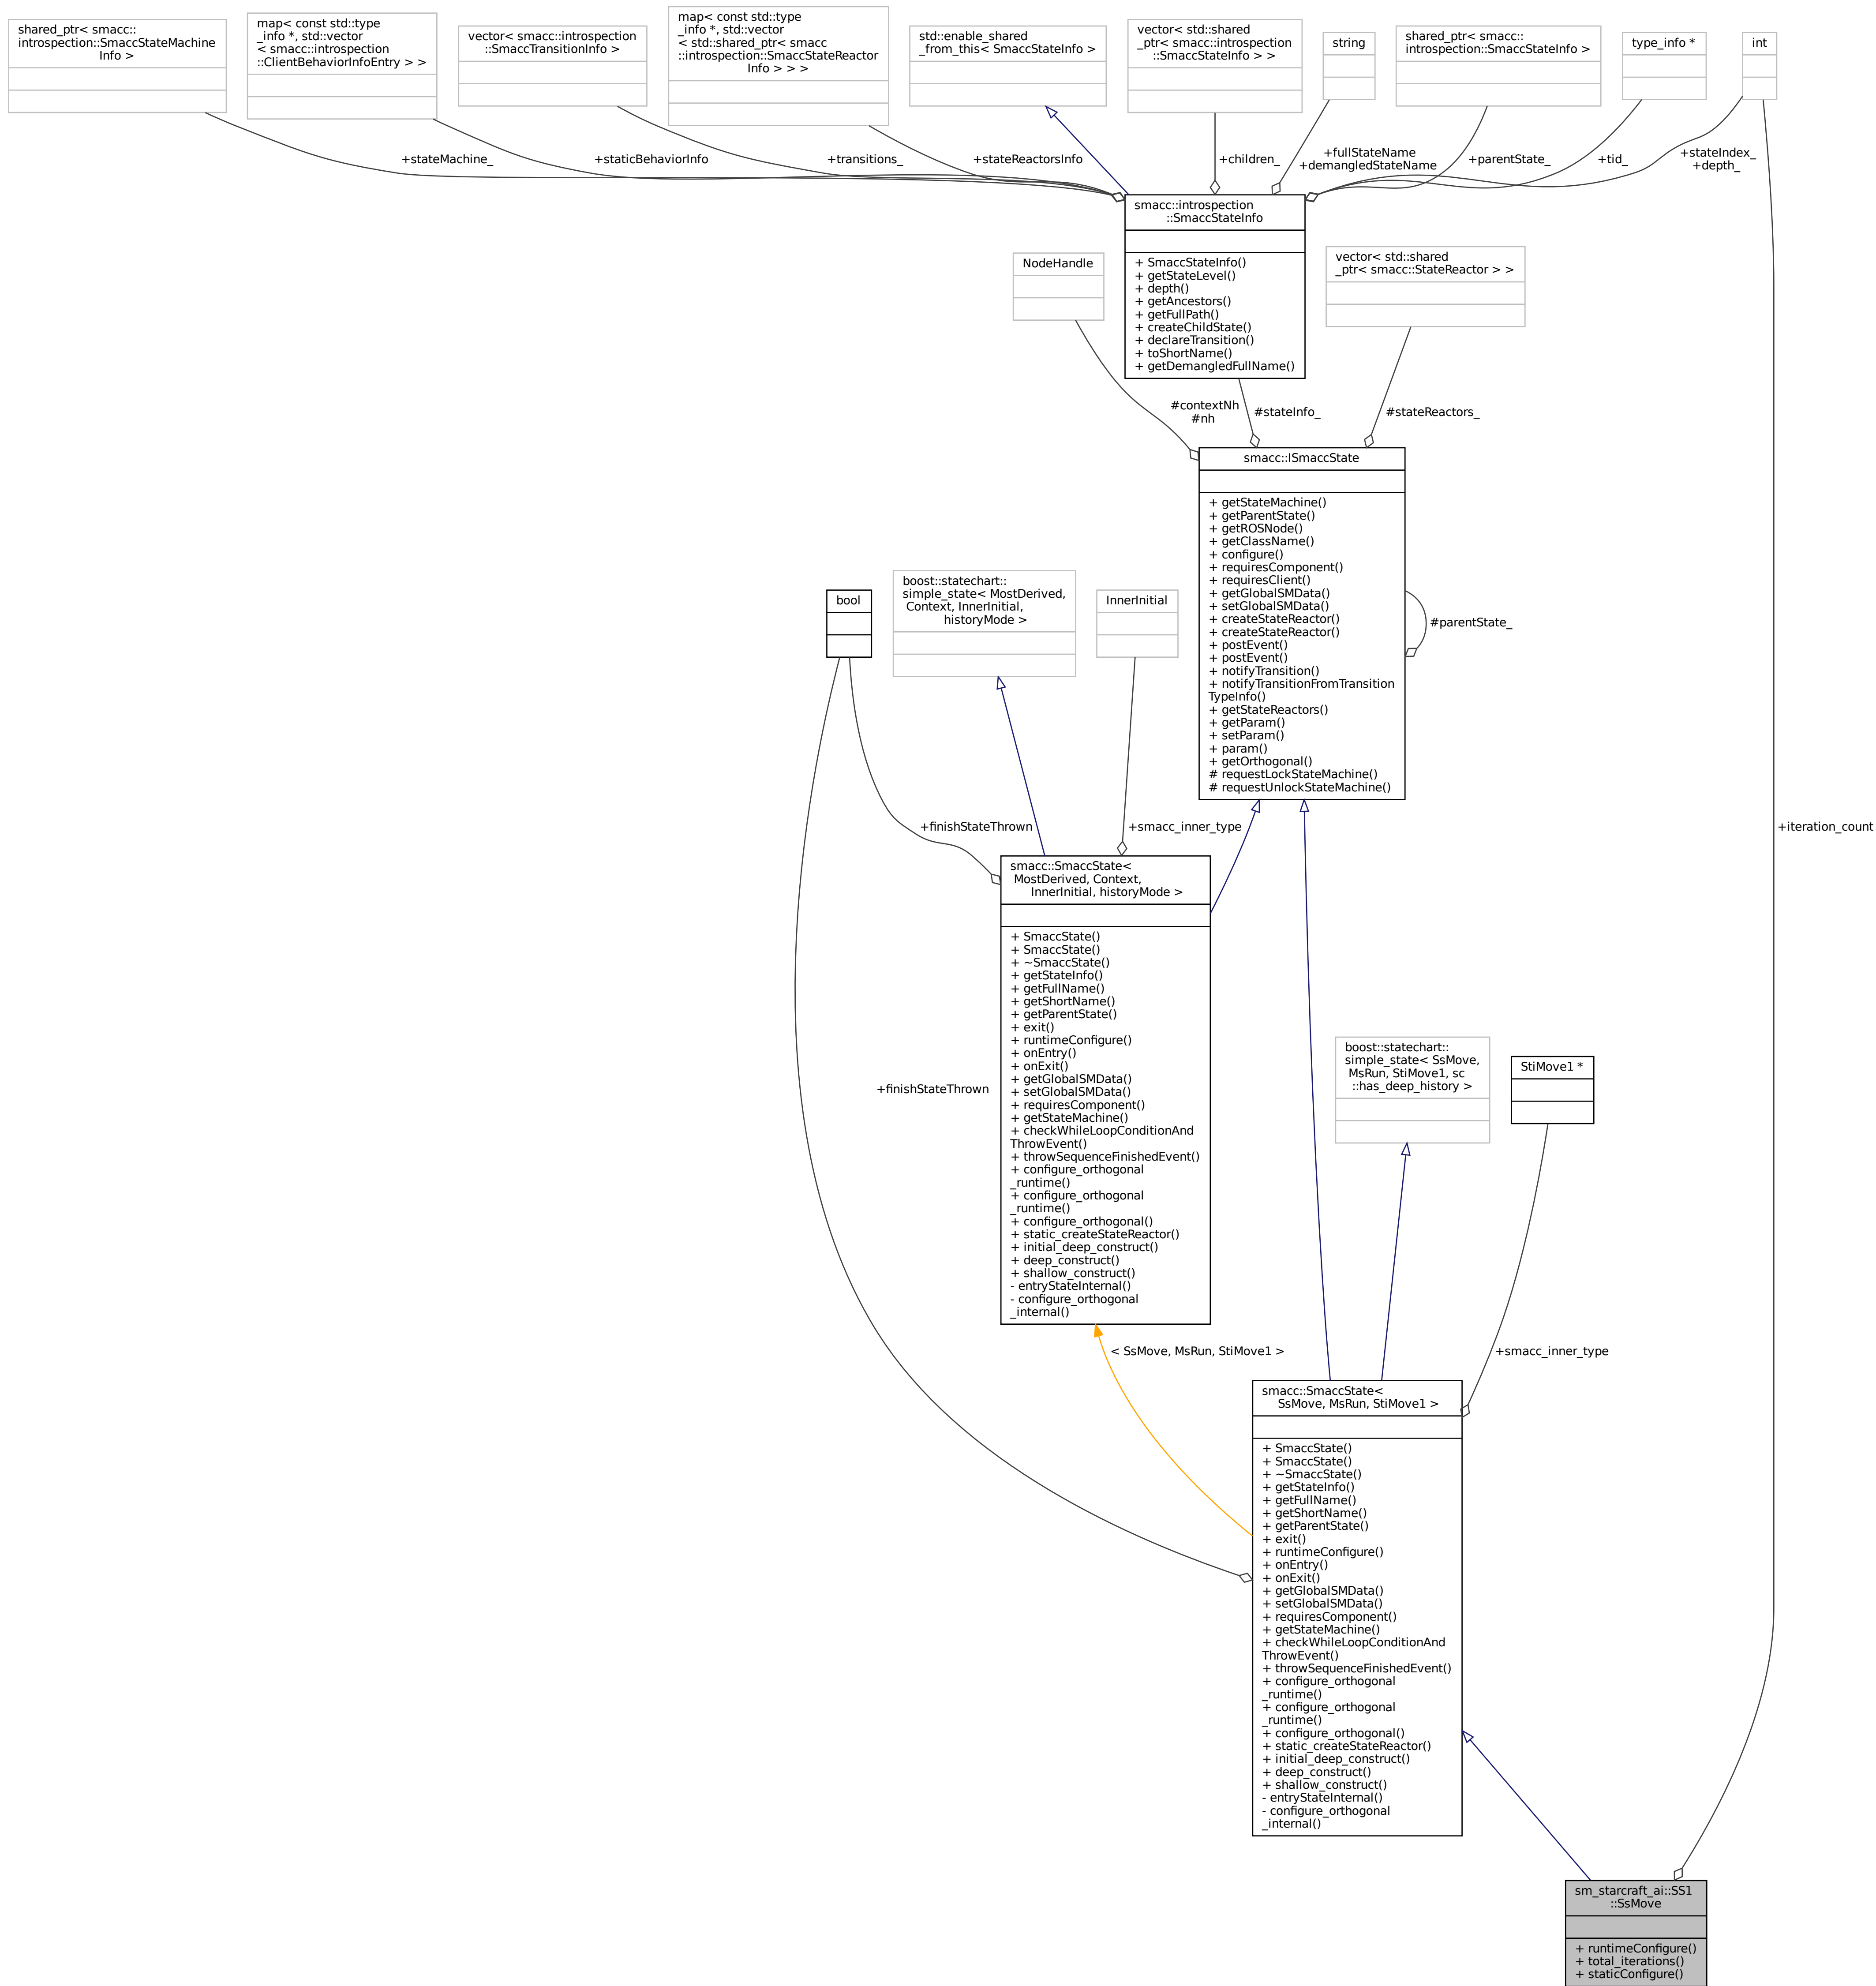 shared_ptr< smacc::
introspection::SmaccStateMachine
Info >
map< const std::type
_info *, std::vector
< smacc::introspection
::ClientBehaviorInfoEntry > >
vector< smacc::introspection
::SmaccTransitionInfo >
map< const std::type
_info *, std::vector
< std::shared_ptr< smacc
::introspection::SmaccStateReactor
Info > > >
std::enable_shared
_from_this< SmaccStateInfo >
vector< std::shared
_ptr< smacc::introspection
::SmaccStateInfo > >
string
shared_ptr< smacc::
introspection::SmaccStateInfo >
type_info *
int
+stateMachine_
+staticBehaviorInfo
+transitions_
+stateReactorsInfo
+children_
+fullStateName
+demangledStateName
+parentState_
+tid_
+stateIndex_
+depth_
smacc::introspection
::SmaccStateInfo
+ SmaccStateInfo()
+ getStateLevel()
+ depth()
+ getAncestors()
+ getFullPath()
+ createChildState()
+ declareTransition()
+ toShortName()
+ getDemangledFullName()
NodeHandle
vector< std::shared
_ptr< smacc::StateReactor > >
#contextNh
#nh
#stateInfo_
#stateReactors_
smacc::ISmaccState
+ getStateMachine()
+ getParentState()
+ getROSNode()
+ getClassName()
+ configure()
+ requiresComponent()
+ requiresClient()
+ getGlobalSMData()
+ setGlobalSMData()
+ createStateReactor()
+ createStateReactor()
+ postEvent()
+ postEvent()
+ notifyTransition()
+ notifyTransitionFromTransition
TypeInfo()
+ getStateReactors()
+ getParam()
+ setParam()
+ param()
+ getOrthogonal()
# requestLockStateMachine()
# requestUnlockStateMachine()
#parentState_
bool
boost::statechart::
simple_state< MostDerived,
Context, InnerInitial,
historyMode >
InnerInitial
+finishStateThrown
+smacc_inner_type
+iteration_count
smacc::SmaccState<
MostDerived, Context,
InnerInitial, historyMode >
+ SmaccState()
+ SmaccState()
+ ~SmaccState()
+ getStateInfo()
+ getFullName()
+ getShortName()
+ getParentState()
+ exit()
+ runtimeConfigure()
+ onEntry()
+ onExit()
+ getGlobalSMData()
+ setGlobalSMData()
+ requiresComponent()
+ getStateMachine()
+ checkWhileLoopConditionAnd
ThrowEvent()
+ throwSequenceFinishedEvent()
+ configure_orthogonal
_runtime()
+ configure_orthogonal
_runtime()
+ configure_orthogonal()
+ static_createStateReactor()
+ initial_deep_construct()
+ deep_construct()
+ shallow_construct()
- entryStateInternal()
- configure_orthogonal
_internal()
+finishStateThrown
boost::statechart::
simple_state< SsMove,
MsRun, StiMove1, sc
::has_deep_history >
StiMove1 *
< SsMove, MsRun, StiMove1 >
+smacc_inner_type
smacc::SmaccState<
SsMove, MsRun, StiMove1 >
+ SmaccState()
+ SmaccState()
+ ~SmaccState()
+ getStateInfo()
+ getFullName()
+ getShortName()
+ getParentState()
+ exit()
+ runtimeConfigure()
+ onEntry()
+ onExit()
+ getGlobalSMData()
+ setGlobalSMData()
+ requiresComponent()
+ getStateMachine()
+ checkWhileLoopConditionAnd
ThrowEvent()
+ throwSequenceFinishedEvent()
+ configure_orthogonal
_runtime()
+ configure_orthogonal
_runtime()
+ configure_orthogonal()
+ static_createStateReactor()
+ initial_deep_construct()
+ deep_construct()
+ shallow_construct()
- entryStateInternal()
- configure_orthogonal
_internal()
sm_starcraft_ai::SS1
::SsMove
+ runtimeConfigure()
+ total_iterations()
+ staticConfigure()